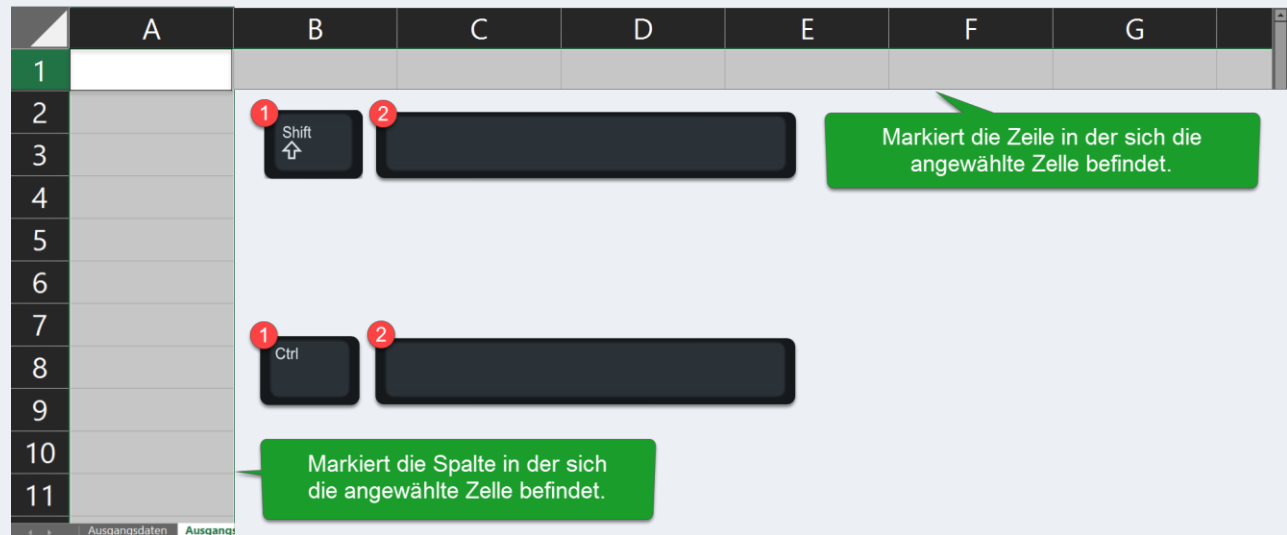 A B C D E F G
1
2
3
4
5
6
7
8
9
10
11
1 2
Shift
Markiert die Zeile in der sich die
angewählte Zelle befindet.
1 2
Ctrl
Markiert die Spalte in der sich
die angewählte Zelle befindet.
Ausgangsdaten Ausgangs